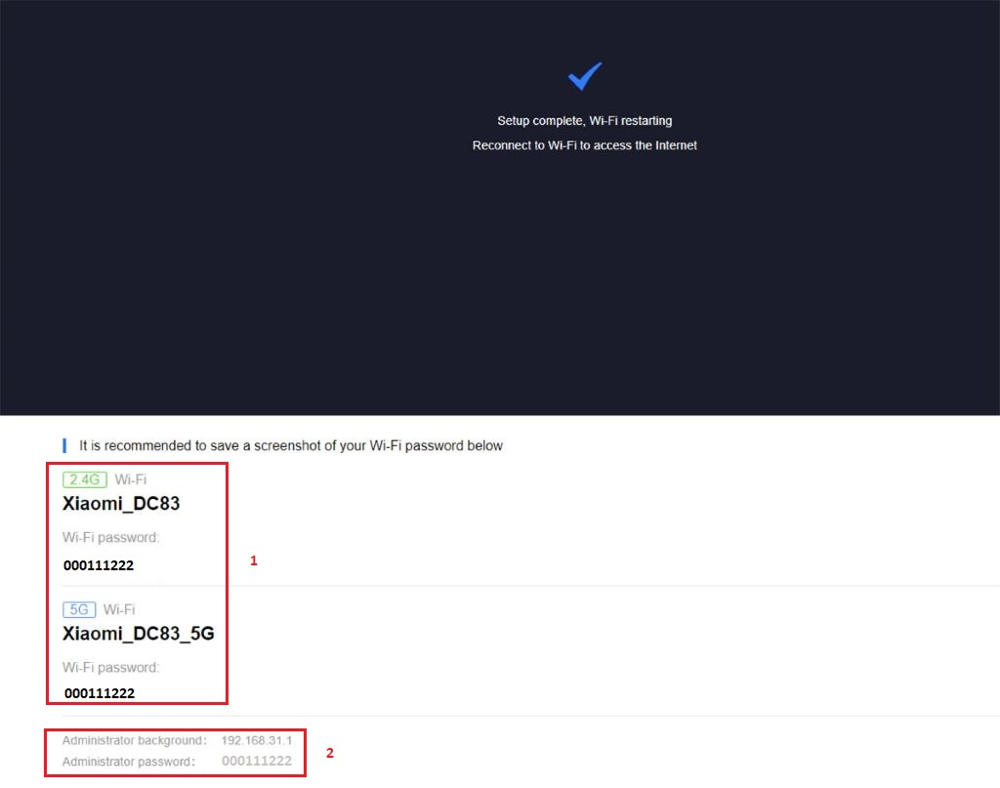 Setup complete, Wi-Fi restarting
Reconnect to Wi-Fi to access the Internet
It is recommended to save a screenshot of your Wi-Fi password below
2.4G Wi-Fi
Xiaomi_DC83
Wi-Fi password:
000111222
1
5G Wi-Fi
Xiaomi_DC83_5G
Wi-Fi password:
000111222
Administrator background: 192.168.31.1
Administrator password: 000111222
2